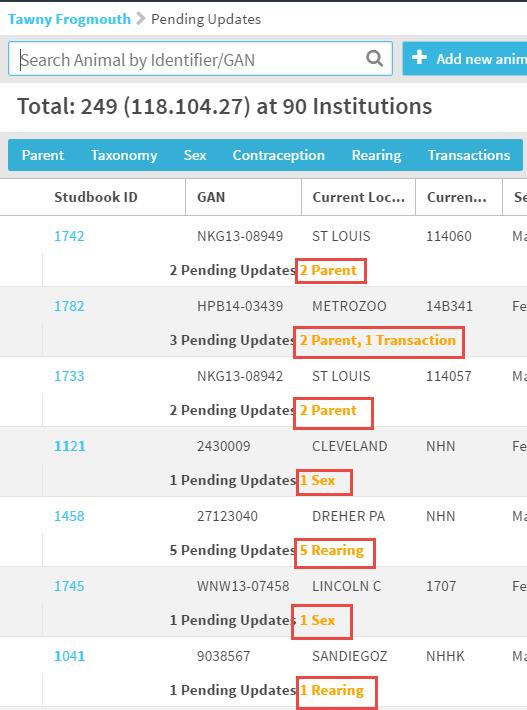 Tawny Frogmouth > Pending Updates
Search Animal by Identifier/GAN
Add new anim
Total: 249 (118.104.27) at 90 Institutions
Parent Taxonomy Sex Contraception Rearing Transactions
Studbook ID GAN Current Loc... Curren... Se
1742 NKG13-08949 ST LOUIS 114060 Ma
2 Pending Updates 2 Parent
1782 HPB14-03439 METROZOO 14B341 Fe
3 Pending Updates 2 Parent, 1 Transaction
1733 NKG13-08942 ST LOUIS 114057 Ma
2 Pending Updates 2 Parent
1121 2430009 CLEVELAND NHN Fe
1 Pending Updates 1 Sex
1458 27123040 DREHER PA NHN Ma
5 Pending Updates 5 Rearing
1745 WNW13-07458 LINCOLN C 1707 Fe
1 Pending Updates 1 Sex
1041 9038567 SANDIEGOZ NHHK Ma
1 Pending Updates 1 Rearing